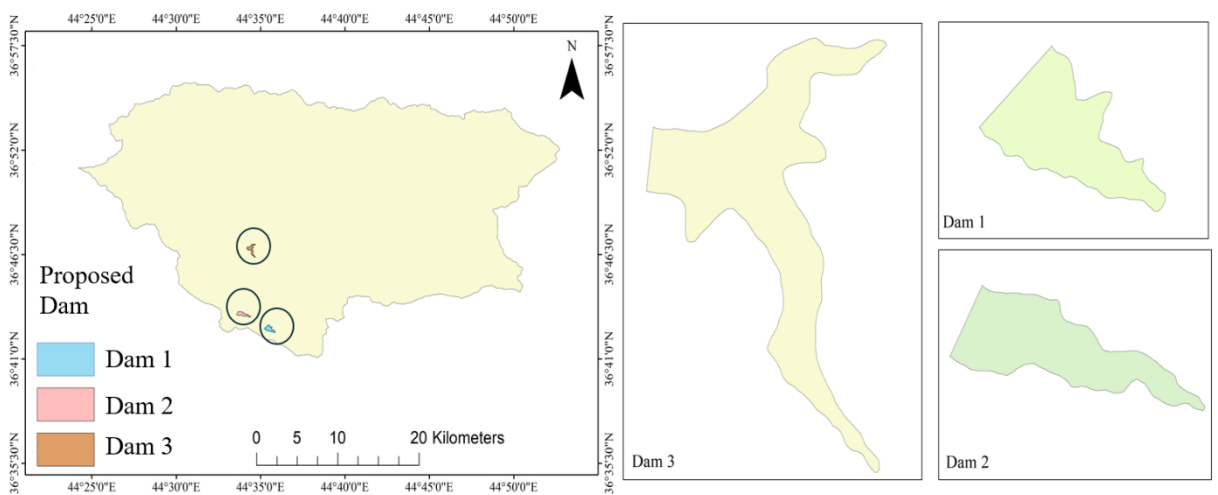 44°25'0"E 44°30'0"E 44°35'0"E 44°40'0"E 44°45'0"E 44°50'0"E
36°57'30"N
36°57'30"N
N
36°52'0"N
36°52'0"N
36°46'30"N
36°46'30"N
36°41'0"N
36°41'0"N
36°35'30"N
36°35'30"N
Proposed
Dam
Dam 1
Dam 2
Dam 3
0 5 10 20 Kilometers
44°25'0"E 44°30'0"E 44°35'0"E 44°40'0"E 44°45'0"E 44°50'0"E
Dam 3
Dam 1
Dam 2